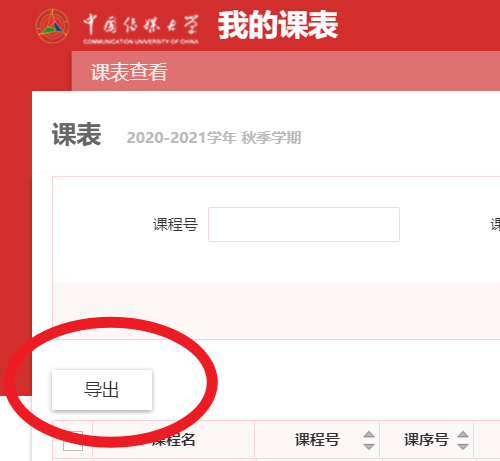 中国传媒大学 我的课表
COMMUNICATION UNIVERSITY OF CHINA
课表查看
课表 2020-2021学年 秋季学期
课程号
导出
课程名 课程号 课序号